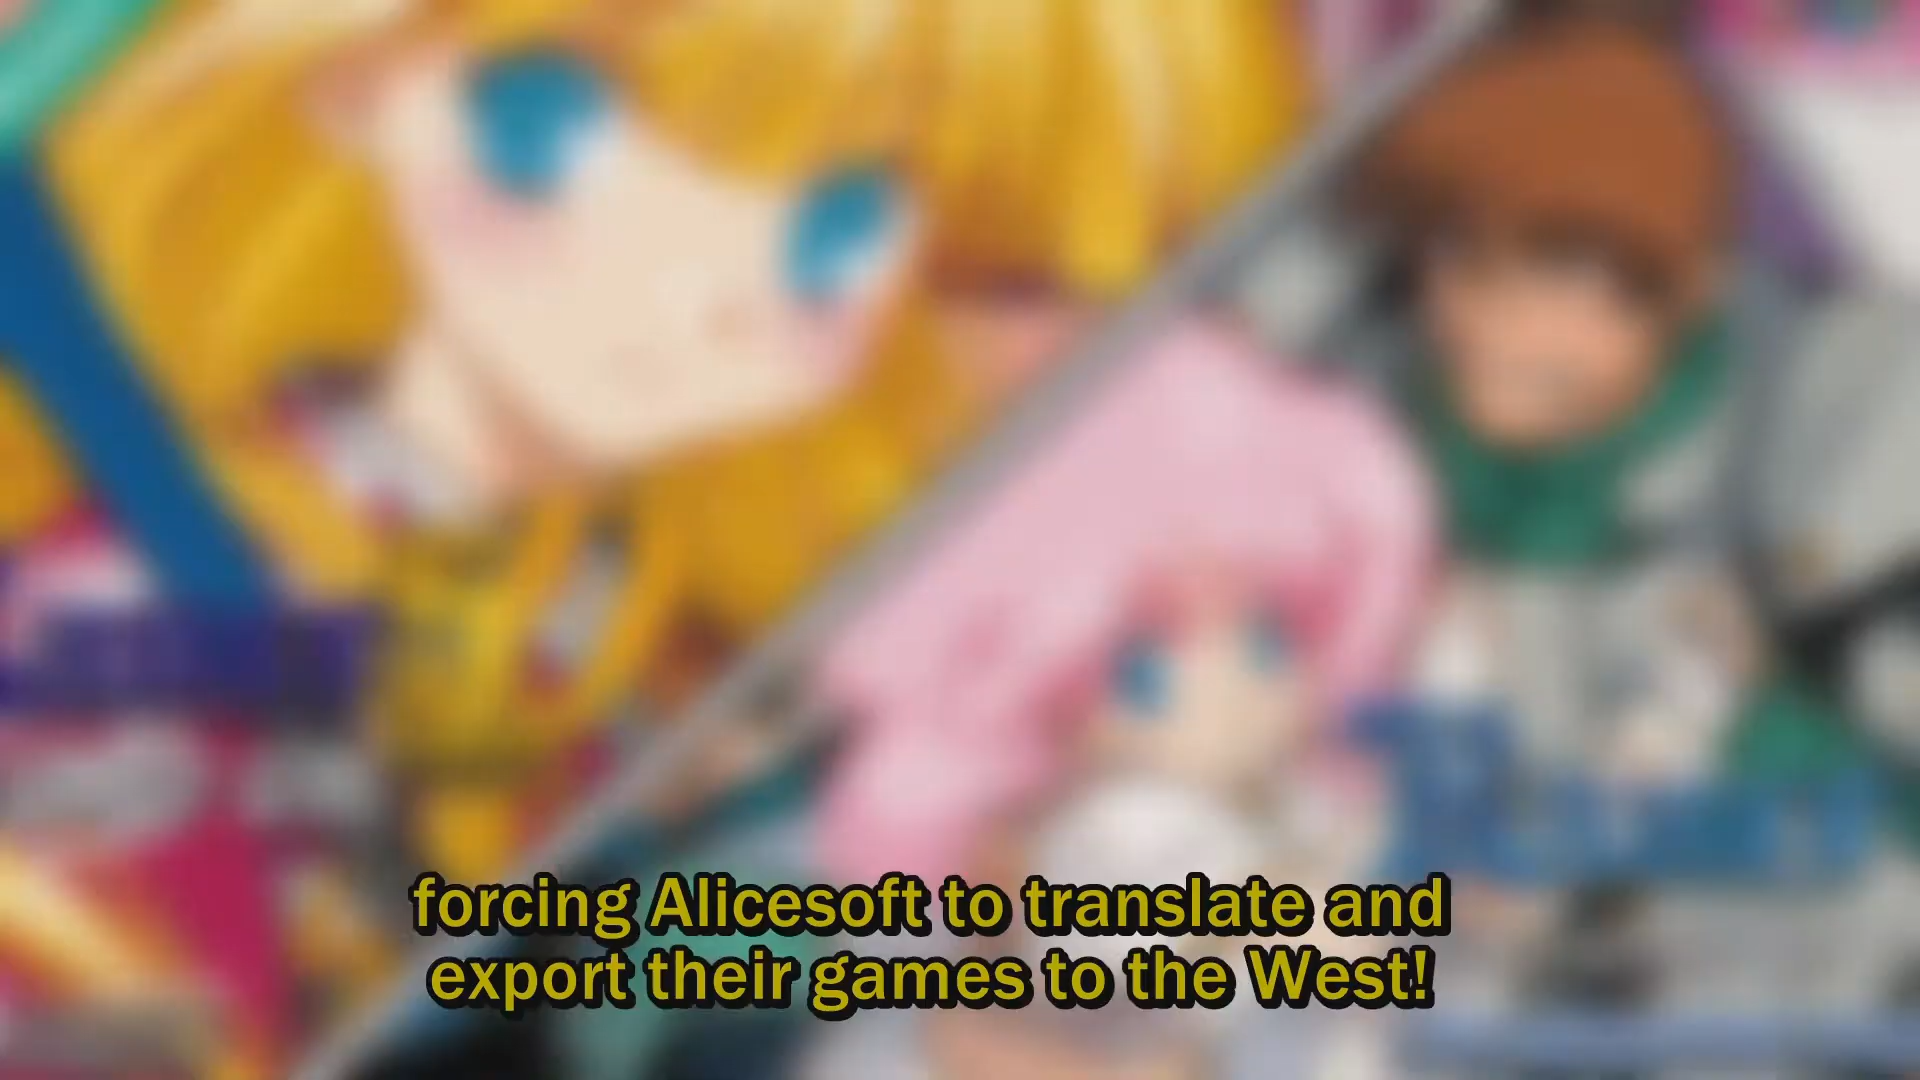 forcing Alicesoft to translate and
export their games to the West!